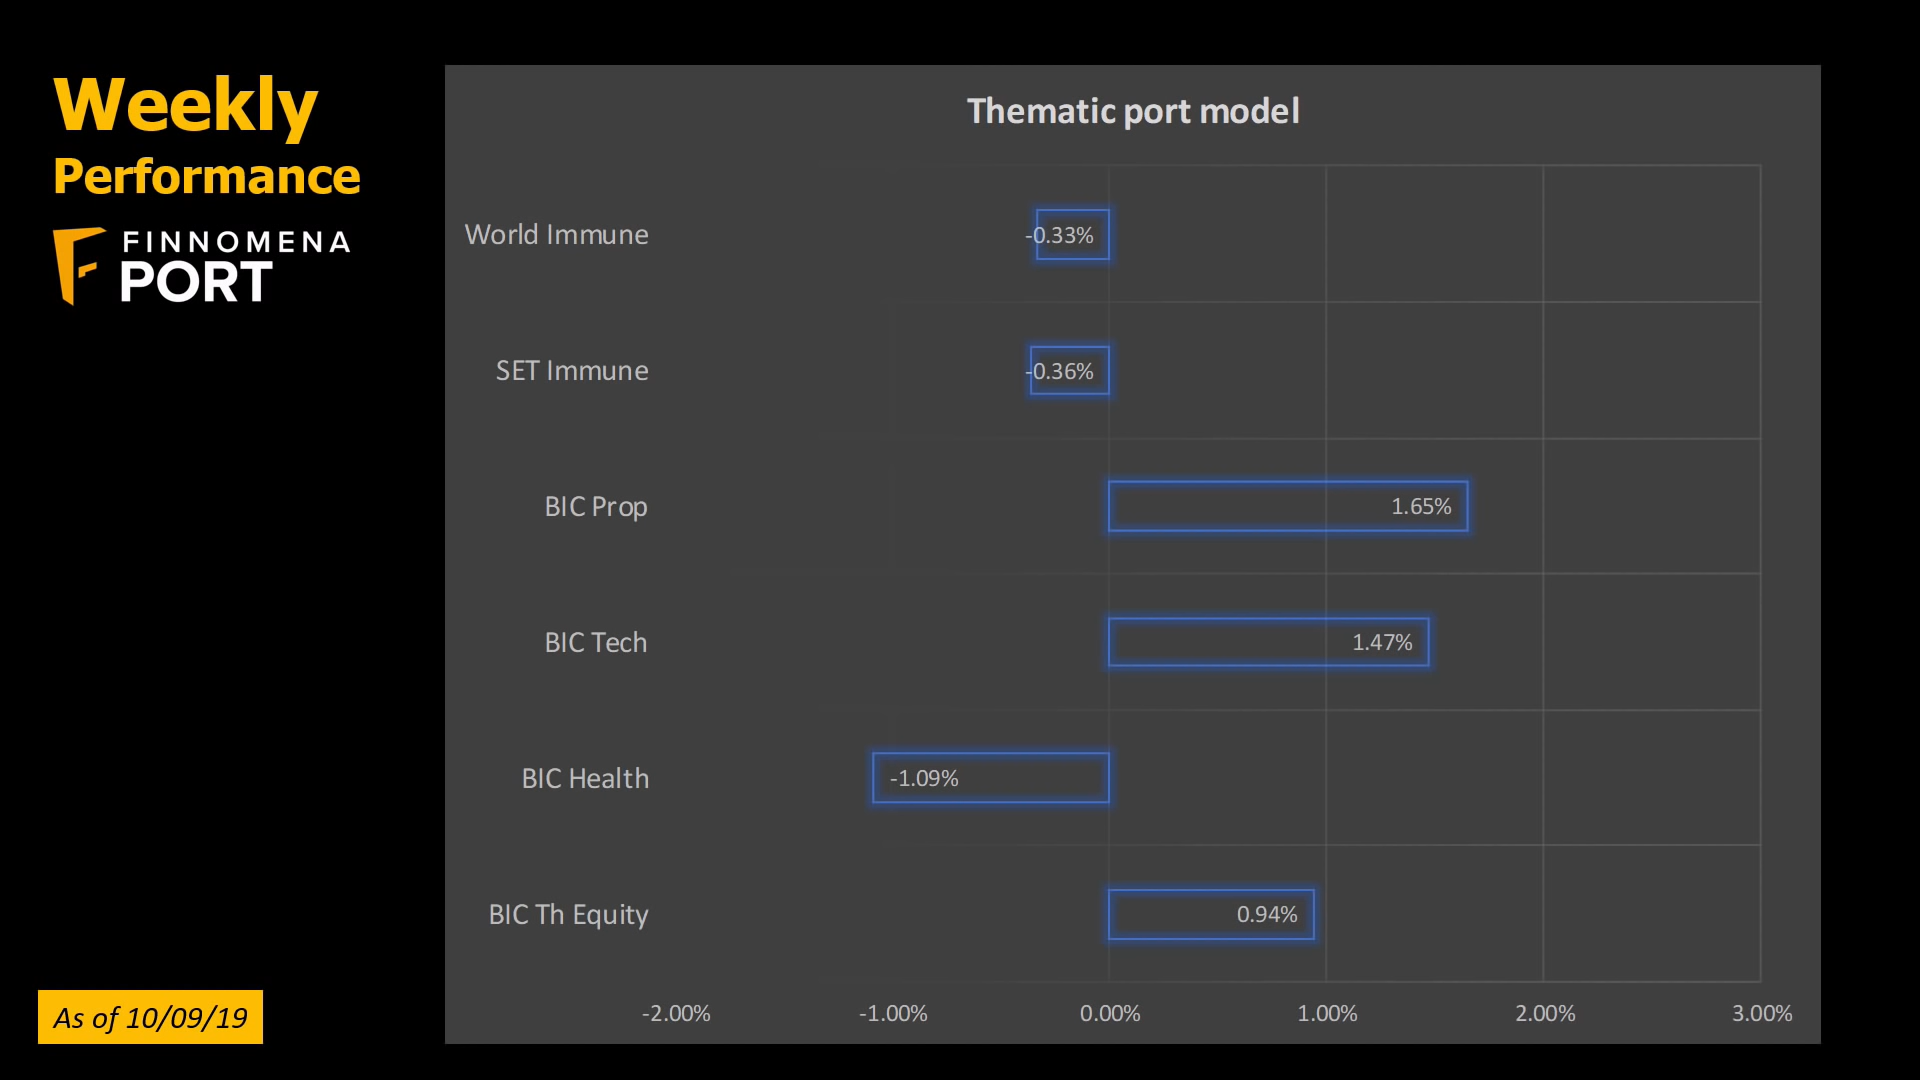 Weekly
Performance
FINNOMENA
PORT
Thematic port model
World Immune
-0.33%
SET Immune
-0.36%
BIC Prop
1.65%
BIC Tech
1.47%
BIC Health
-1.09%
BIC Th Equity
0.94%
-2.00% -1.00% 0.00% 1.00% 2.00% 3.00%
As of 10/09/19